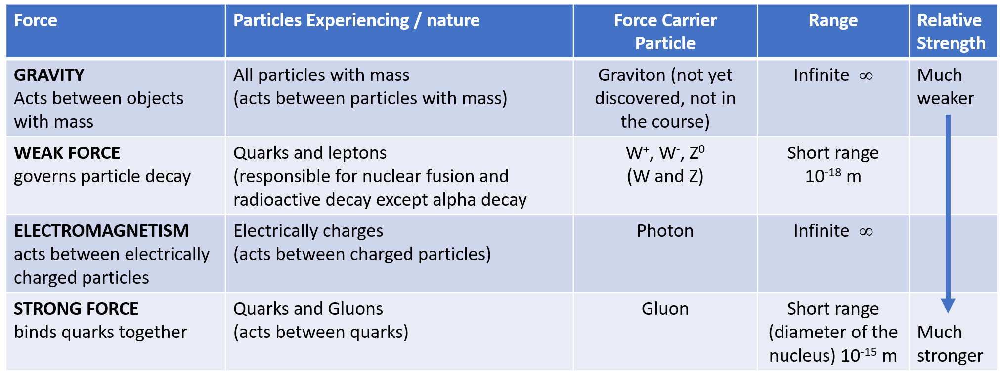 Force
Particles Experiencing / nature
Force Carrier
Particle
Range
Relative
Strength
GRAVITY
Acts between objects
with mass
All particles with mass
(acts between particles with mass)
Graviton (not yet
discovered, not in
the course)
Infinite ∞
Much
weaker
WEAK FORCE
governs particle decay
Quarks and leptons
(responsible for nuclear fusion and
radioactive decay except alpha decay
W⁺, W⁻, Z⁰
(W and Z)
Short range
10⁻¹⁸ m
ELECTROMAGNETISM
acts between electrically
charged particles
Electrically charges
(acts between charged particles)
Photon
Infinite ∞
STRONG FORCE
binds quarks together
Quarks and Gluons
(acts between quarks)
Gluon
Short range
(diameter of the
nucleus) 10⁻¹⁵ m
Much
stronger